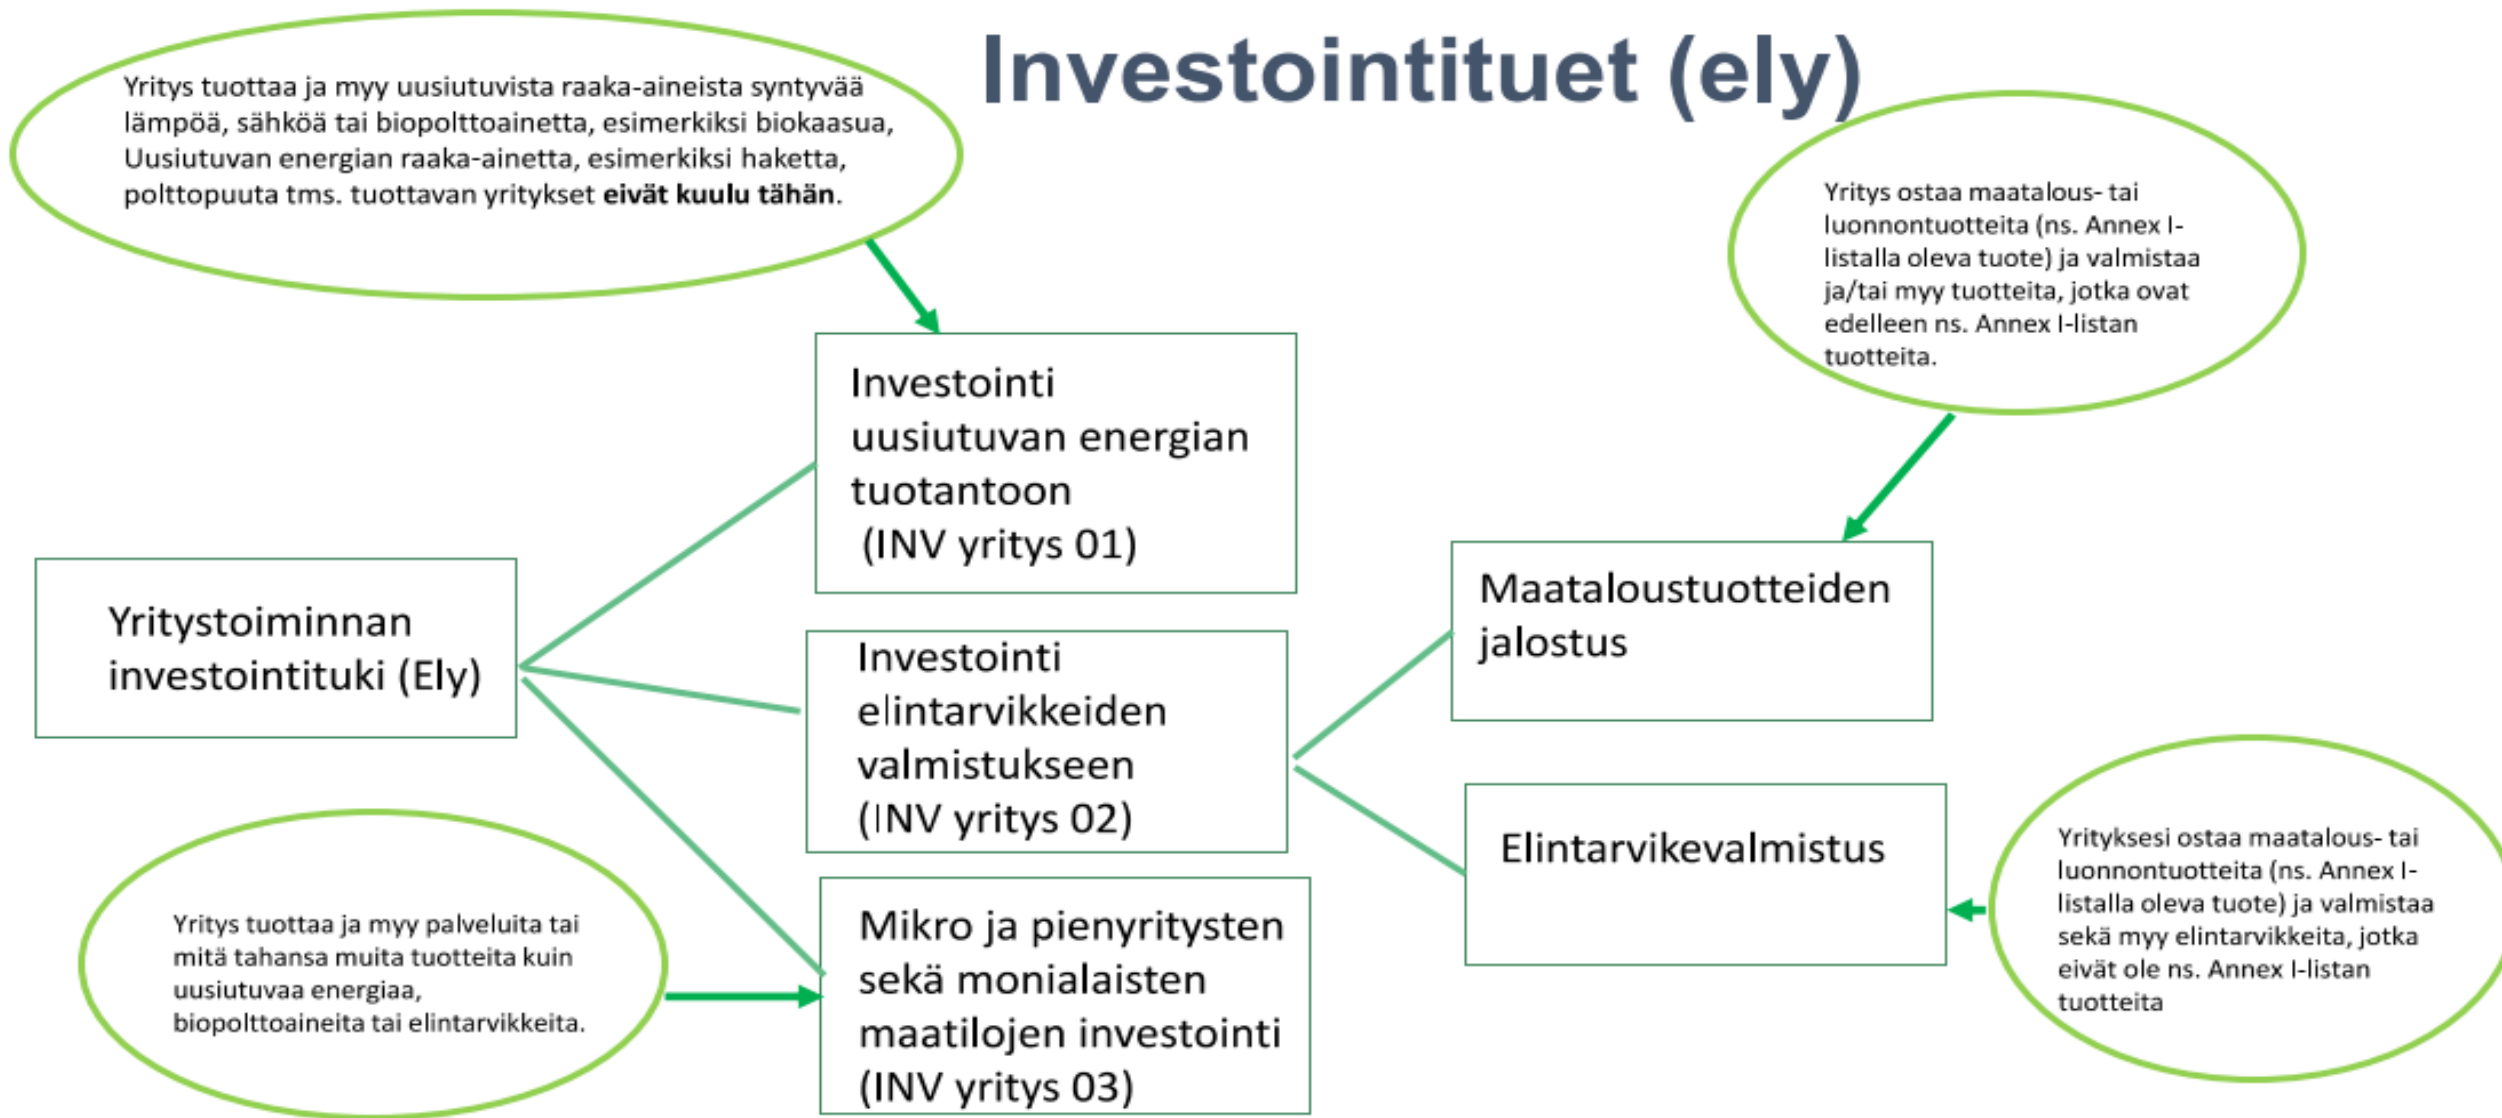 Investointituet (ely)
Yritys tuottaa ja myy uusiutuvista raaka-aineista syntyvää
lämpöä, sähköä tai biopolttoainetta, esimerkiksi biokaasua,
Uusiutuvan energian raaka-ainetta, esimerkiksi haketta,
polttopuuta tms. tuottavan yritykset eivät kuulu tähän.
Yritys ostaa maatalous- tai
luonnontuotteita (ns. Annex I-
listalla oleva tuote) ja valmistaa
ja/tai myy tuotteita, jotka ovat
edelleen ns. Annex I-listan
tuotteita.
Investointi
uusiutuvan energian
tuotantoon
(INV yritys 01)
Yritystoiminnan
investointituki (Ely)
Investointi
elintarvikkeiden
valmistukseen
(INV yritys 02)
Maataloustuotteiden
jalostus
Elintarvikevalmistus
Yrityksesi ostaa maatalous- tai
luonnontuotteita (ns. Annex I-
listalla oleva tuote) ja valmistaa
sekä myy elintarvikkeita, jotka
eivät ole ns. Annex I-listan
tuotteita
Yritys tuottaa ja myy palveluita tai
mitä tahansa muita tuotteita kuin
uusiutuvaa energiaa,
biopolttoaineita tai elintarvikkeita.
Mikro ja pienyritysten
sekä monialaisten
maatilojen investointi
(INV yritys 03)